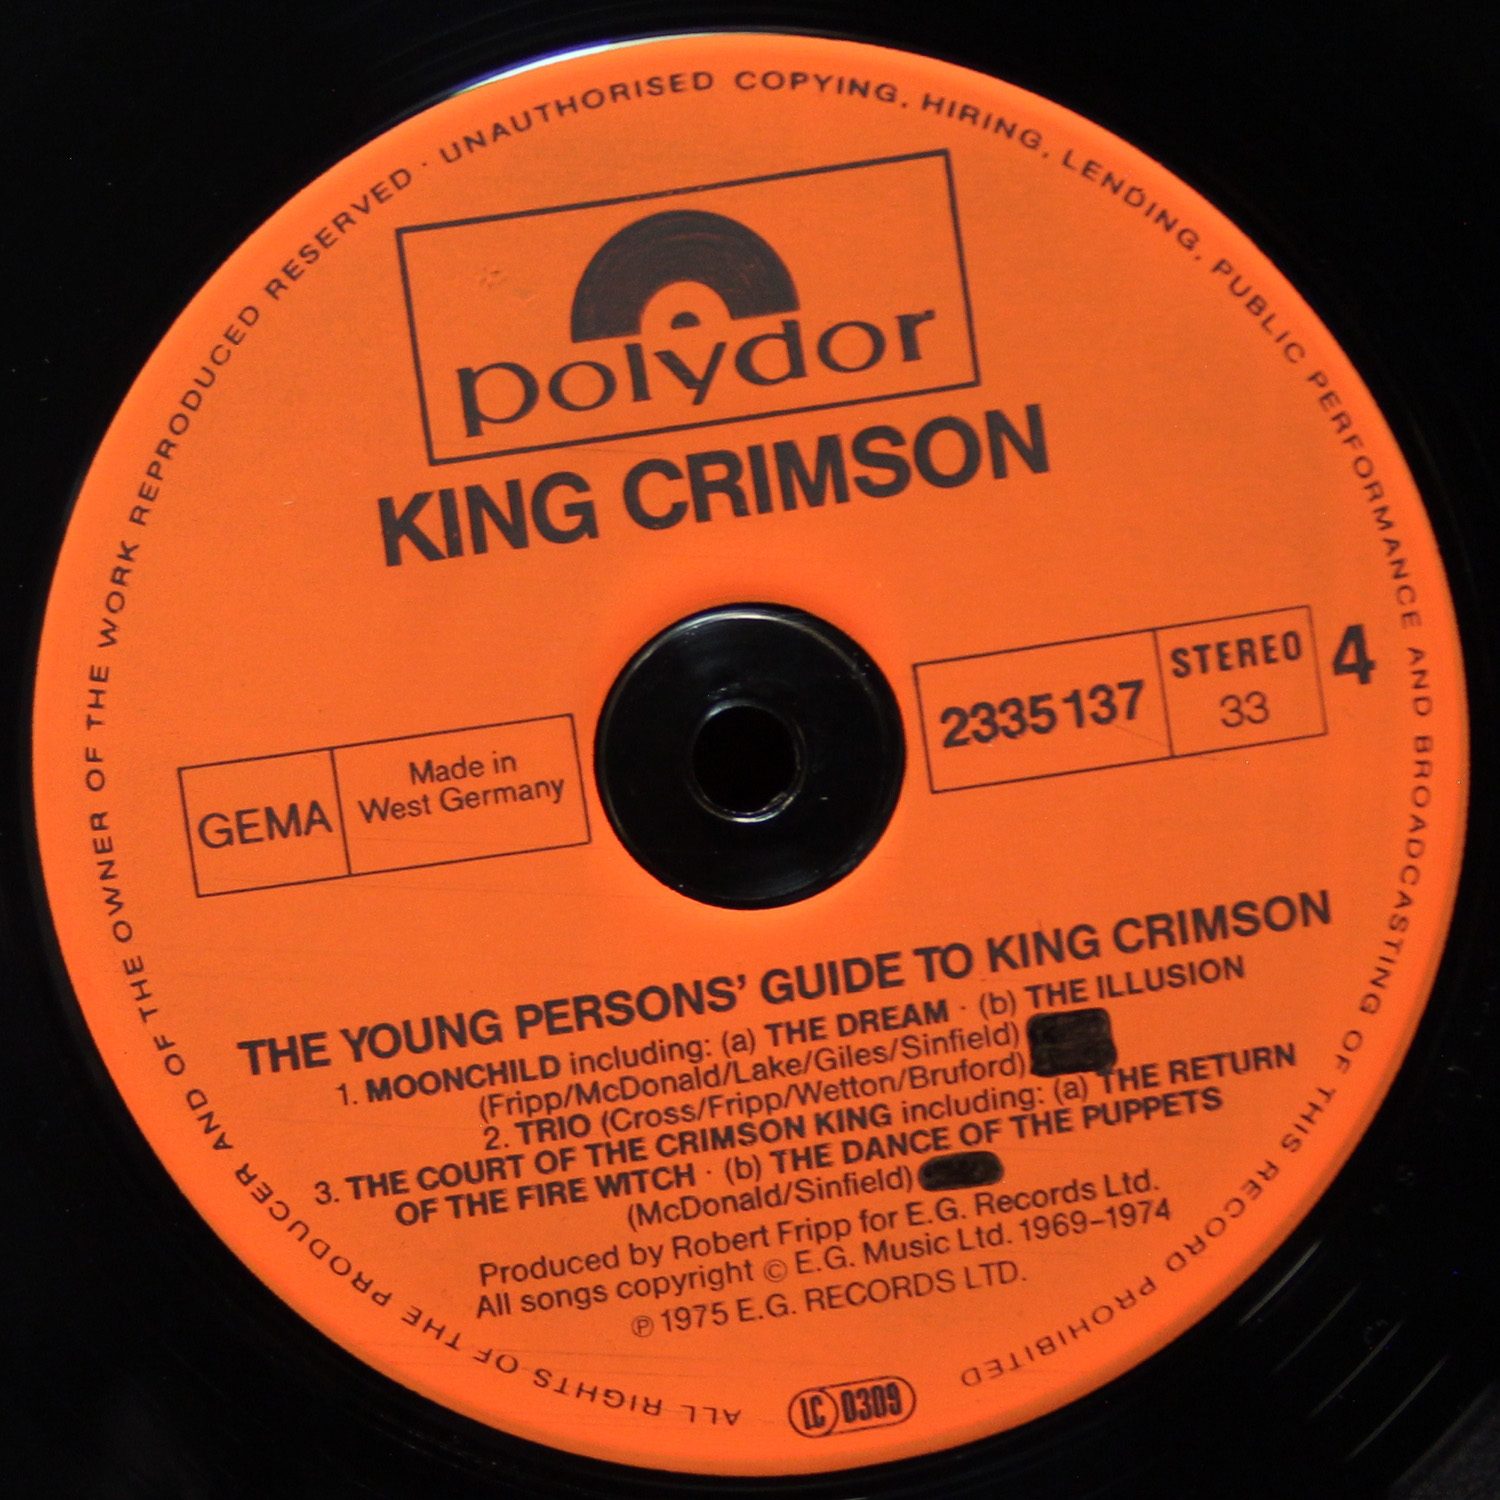 ALL RIGHTS OF THE PRODUCER AND OF THE OWNER OF THE WORK REPRODUCED RESERVED · UNAUTHORISED COPYING, HIRING, LENDING, PUBLIC PERFORMANCE AND BROADCASTING OF THIS RECORD PROHIBITED
polydor
KING CRIMSON
GEMA
Made in
West Germany
2335 137
STEREO
33
4
THE YOUNG PERSONS' GUIDE TO KING CRIMSON
1. MOONCHILD including: (a) THE DREAM · (b) THE ILLUSION
(Fripp/McDonald/Lake/Giles/Sinfield)
2. TRIO (Cross/Fripp/Wetton/Bruford)
3. THE COURT OF THE CRIMSON KING including: (a) THE RETURN
OF THE FIRE WITCH · (b) THE DANCE OF THE PUPPETS
(McDonald/Sinfield)
Produced by Robert Fripp for E.G. Records Ltd.
All songs copyright © E.G. Music Ltd. 1969–1974
℗ 1975 E.G. RECORDS LTD.
LC 0309